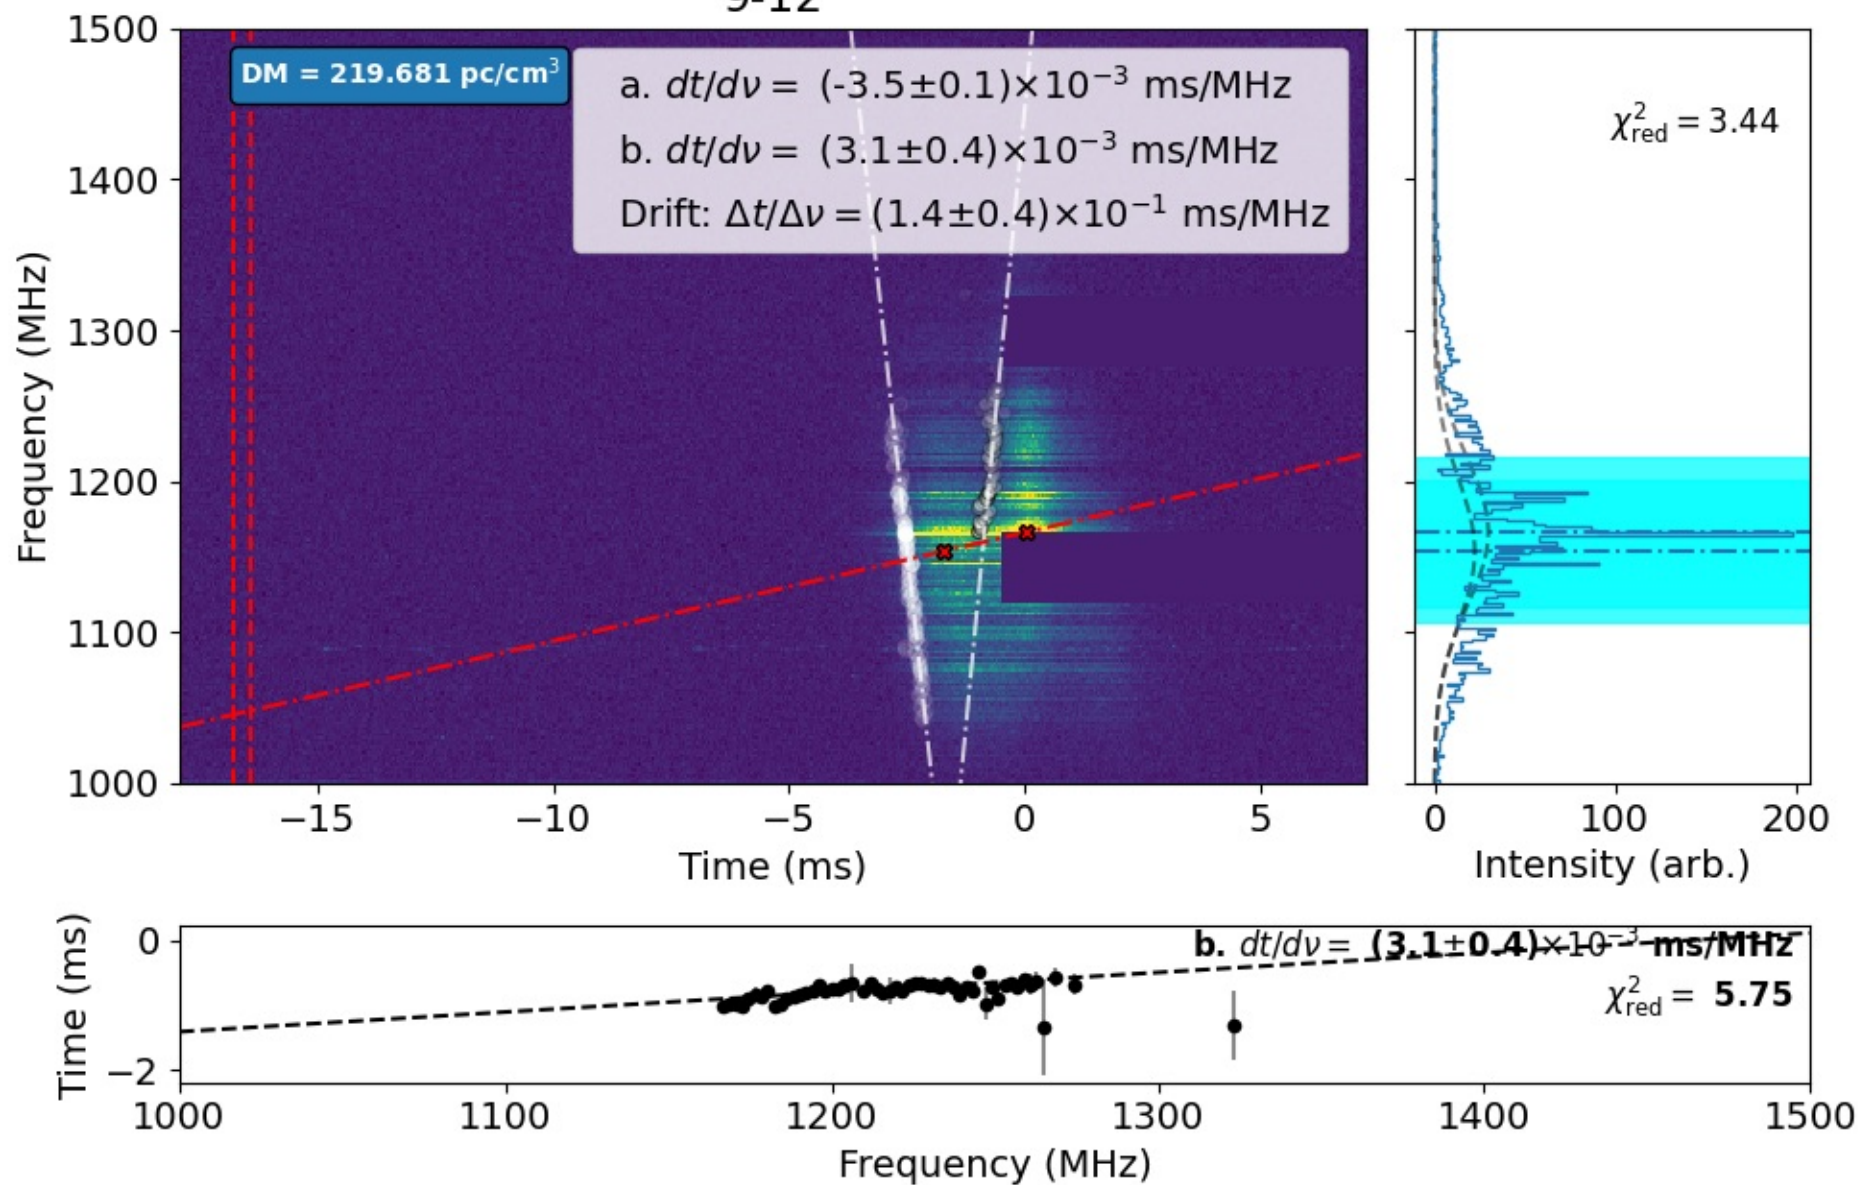 9-12
DM = 219.681 pc/cm³
a. dt/dν = (-3.5±0.1)×10⁻³ ms/MHz
b. dt/dν = (3.1±0.4)×10⁻³ ms/MHz
Drift: Δt/Δν = (1.4±0.4)×10⁻¹ ms/MHz
χ²red = 3.44
Frequency (MHz)
1500
1400
1300
1200
1100
1000
−15 −10 −5 0 5
Time (ms)
0 100 200
Intensity (arb.)
Time (ms)
0
−2
b. dt/dν = (3.1±0.4)×10⁻³ ms/MHz
χ²red = 5.75
1000 1100 1200 1300 1400 1500
Frequency (MHz)